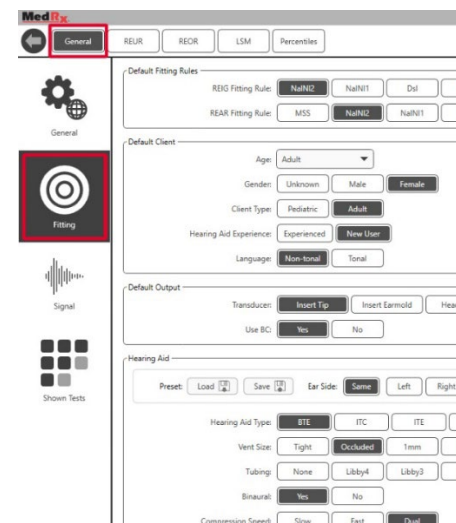 MedRx
General REUR REOR LSM Percentiles
Default Fitting Rules
REIG Fitting Rule: NalNl2 NalNl1 Dsl
REAR Fitting Rule: MSS NalNl2 NalNl1
General
Default Client
Age: Adult
Gender: Unknown Male Female
Client Type: Pediatric Adult
Fitting
Hearing Aid Experience: Experienced New User
Language: Non-tonal Tonal
Default Output
Transducer: Insert Tip Insert Earmold
Signal
Use BC: Yes No
Hearing Aid
Preset: Load Save Ear Side: Same Left Right
Shown Tests
Hearing Aid Type: BTE ITC ITE
Vent Size: Tight Occluded 1mm
Tubing: None Libby4 Libby3
Binaural: Yes No
Compression Speed: Slow Fast Dual